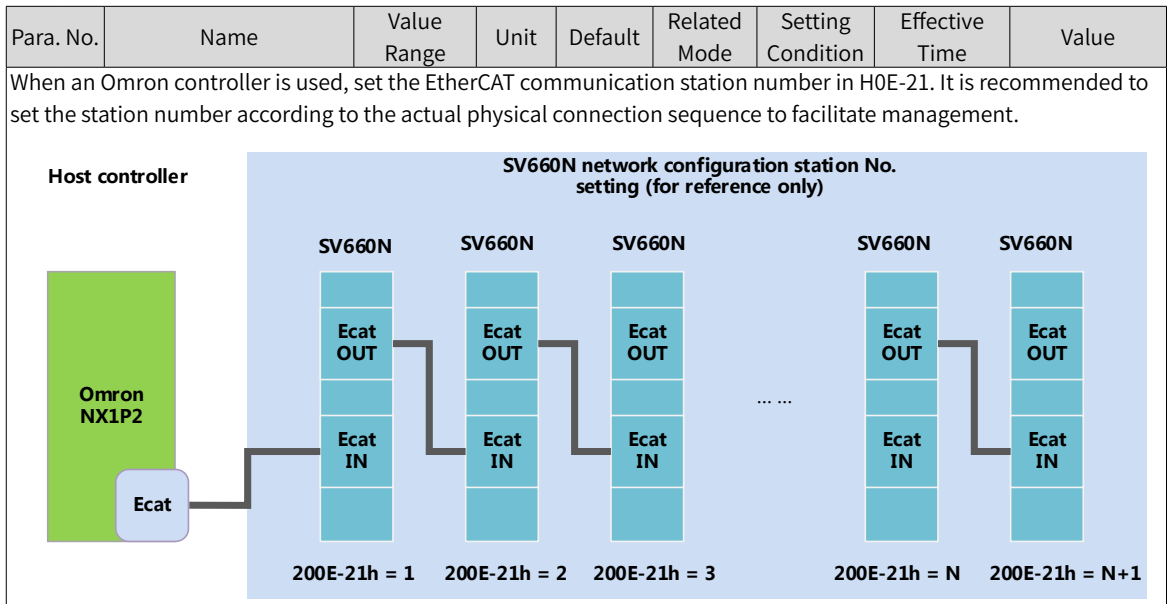 Para. No. Name Value Range Unit Default Related Mode Setting Condition Effective Time Value
When an Omron controller is used, set the EtherCAT communication station number in H0E-21. It is recommended to
set the station number according to the actual physical connection sequence to facilitate management.
Host controller
SV660N network configuration station No.
setting (for reference only)
SV660N SV660N SV660N SV660N SV660N
Ecat OUT Ecat OUT Ecat OUT Ecat OUT Ecat OUT
Omron
NX1P2
... ...
Ecat IN Ecat IN Ecat IN Ecat IN Ecat IN
Ecat
200E-21h = 1 200E-21h = 2 200E-21h = 3 200E-21h = N 200E-21h = N+1